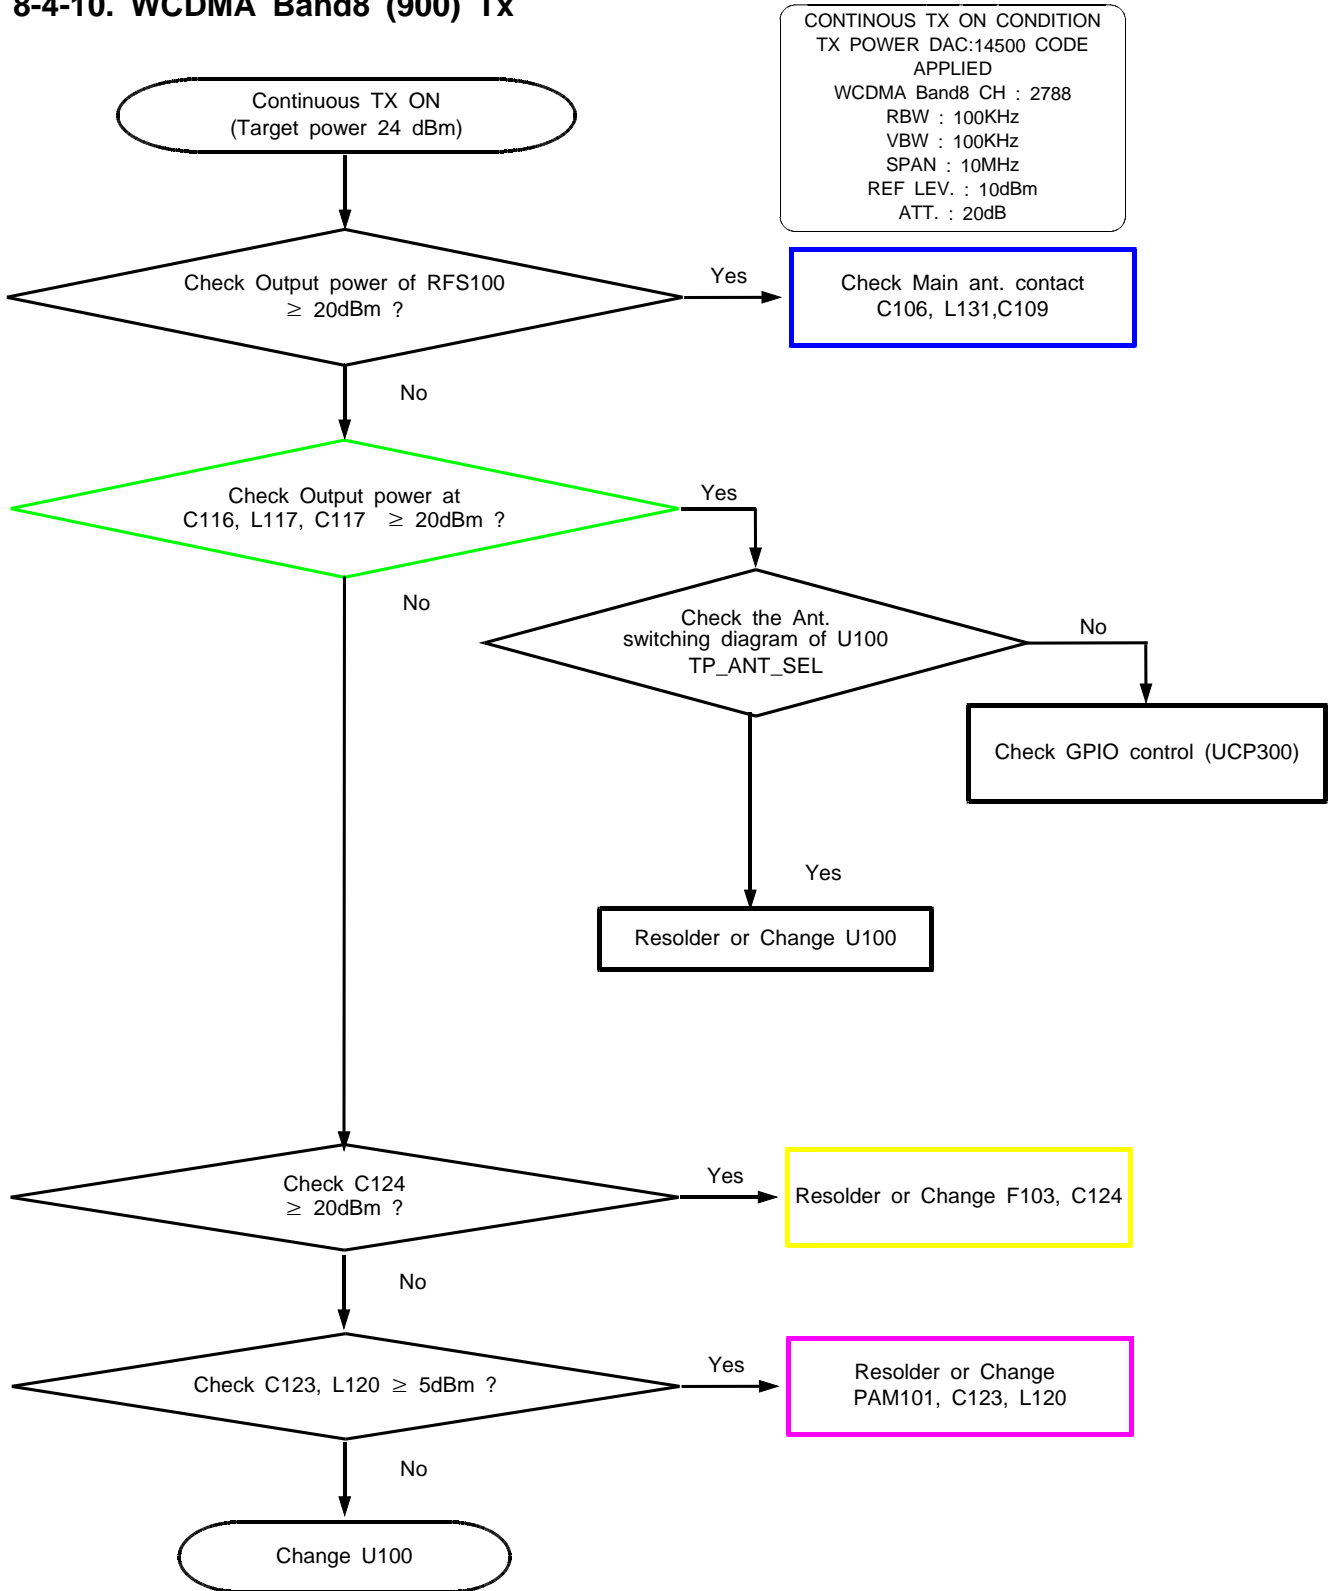 8-4-10. WCDMA Band8 (900) Tx
CONTINOUS TX ON CONDITION
TX POWER DAC:14500 CODE
APPLIED
WCDMA Band8 CH : 2788
RBW : 100KHz
VBW : 100KHz
SPAN : 10MHz
REF LEV. : 10dBm
ATT. : 20dB
Continuous TX ON
(Target power 24 dBm)
Check Output power of RFS100
≥ 20dBm ?
Yes
Check Main ant. contact
C106, L131,C109
No
Check Output power at
C116, L117, C117 ≥ 20dBm ?
Yes
No
Check the Ant.
switching diagram of U100
TP_ANT_SEL
No
Check GPIO control (UCP300)
Yes
Resolder or Change U100
Check C124
≥ 20dBm ?
Yes
Resolder or Change F103, C124
No
Check C123, L120 ≥ 5dBm ?
Yes
Resolder or Change
PAM101, C123, L120
No
Change U100